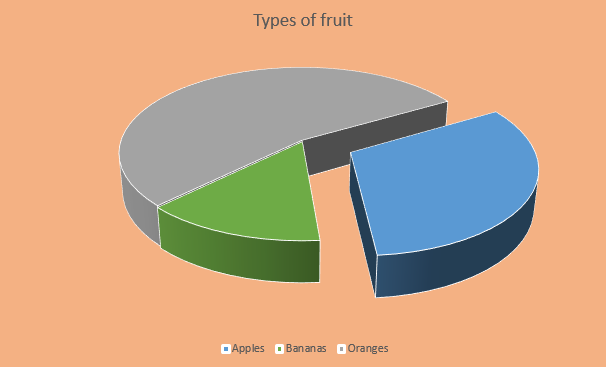 Types of fruit
Apples Bananas Oranges